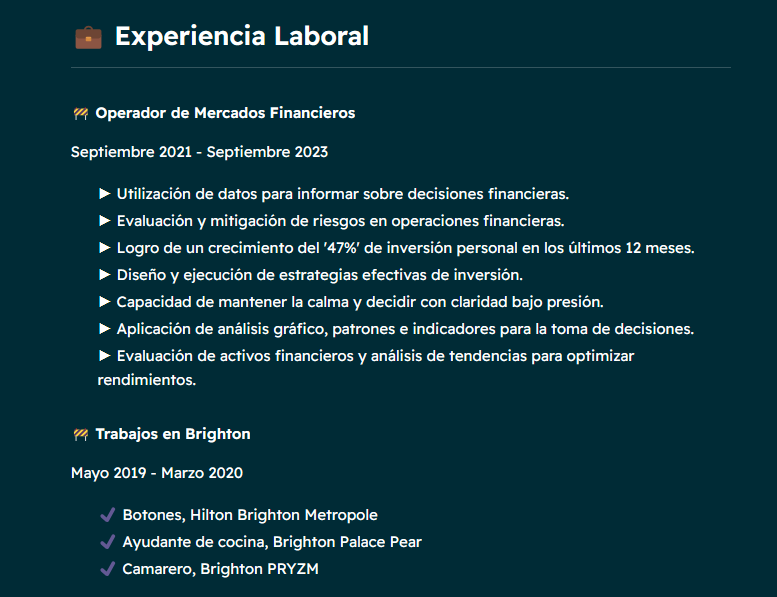 Experiencia Laboral
Operador de Mercados Financieros
Septiembre 2021 - Septiembre 2023
Utilización de datos para informar sobre decisiones financieras.
Evaluación y mitigación de riesgos en operaciones financieras.
Logro de un crecimiento del '47%' de inversión personal en los últimos 12 meses.
Diseño y ejecución de estrategias efectivas de inversión.
Capacidad de mantener la calma y decidir con claridad bajo presión.
Aplicación de análisis gráfico, patrones e indicadores para la toma de decisiones.
Evaluación de activos financieros y análisis de tendencias para optimizar
rendimientos.
Trabajos en Brighton
Mayo 2019 - Marzo 2020
Botones, Hilton Brighton Metropole
Ayudante de cocina, Brighton Palace Pear
Camarero, Brighton PRYZM